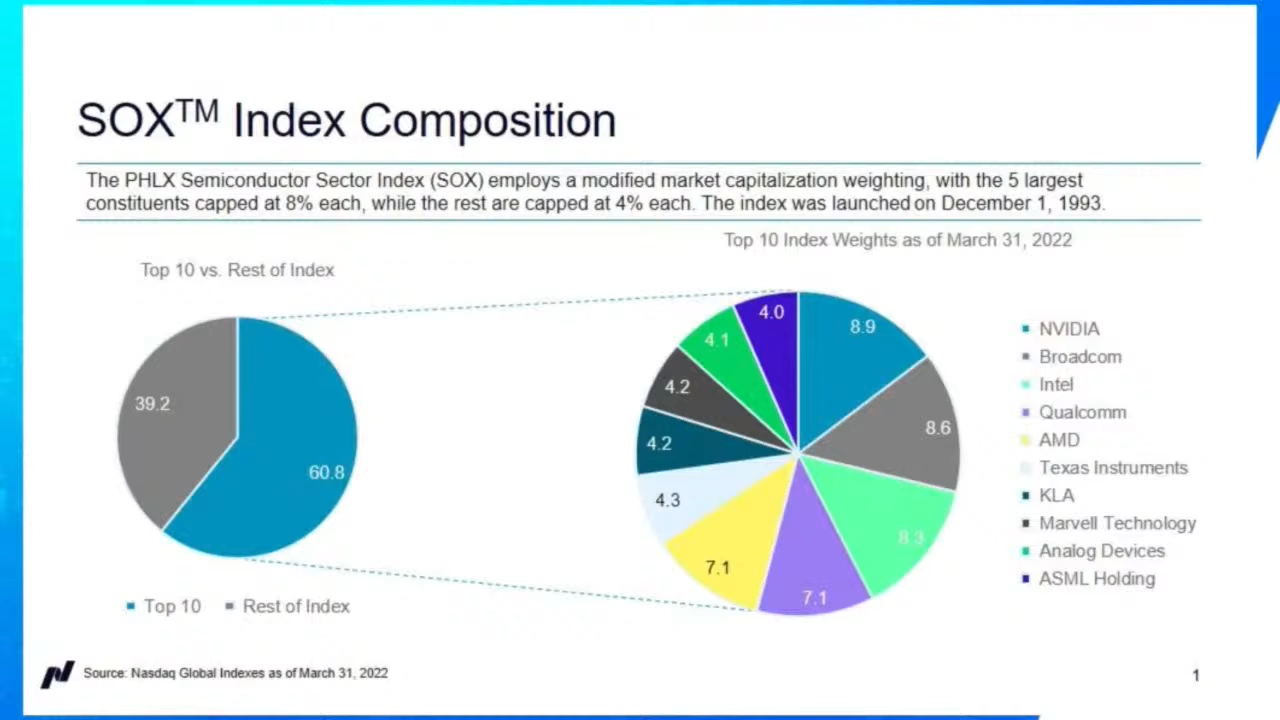 SOX™ Index Composition
The PHLX Semiconductor Sector Index (SOX) employs a modified market capitalization weighting, with the 5 largest
constituents capped at 8% each, while the rest are capped at 4% each. The index was launched on December 1, 1993.
Top 10 Index Weights as of March 31, 2022
Top 10 vs. Rest of Index
39.2
60.8
Top 10
Rest of Index
4.0
8.9
4.1
4.2
8.6
4.2
4.3
8.3
7.1
7.1
NVIDIA
Broadcom
Intel
Qualcomm
AMD
Texas Instruments
KLA
Marvell Technology
Analog Devices
ASML Holding
Source: Nasdaq Global Indexes as of March 31, 2022
1